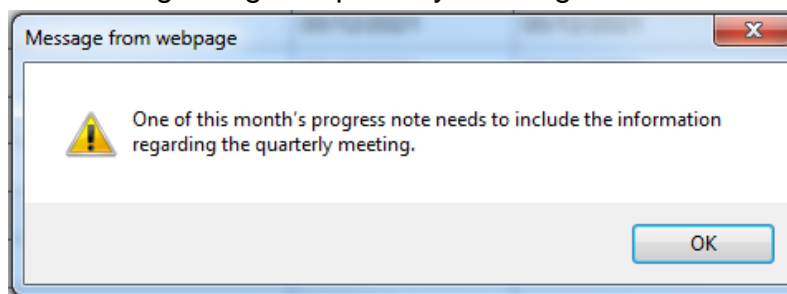 Message from webpage
One of this month's progress note needs to include the information
regarding the quarterly meeting.
OK